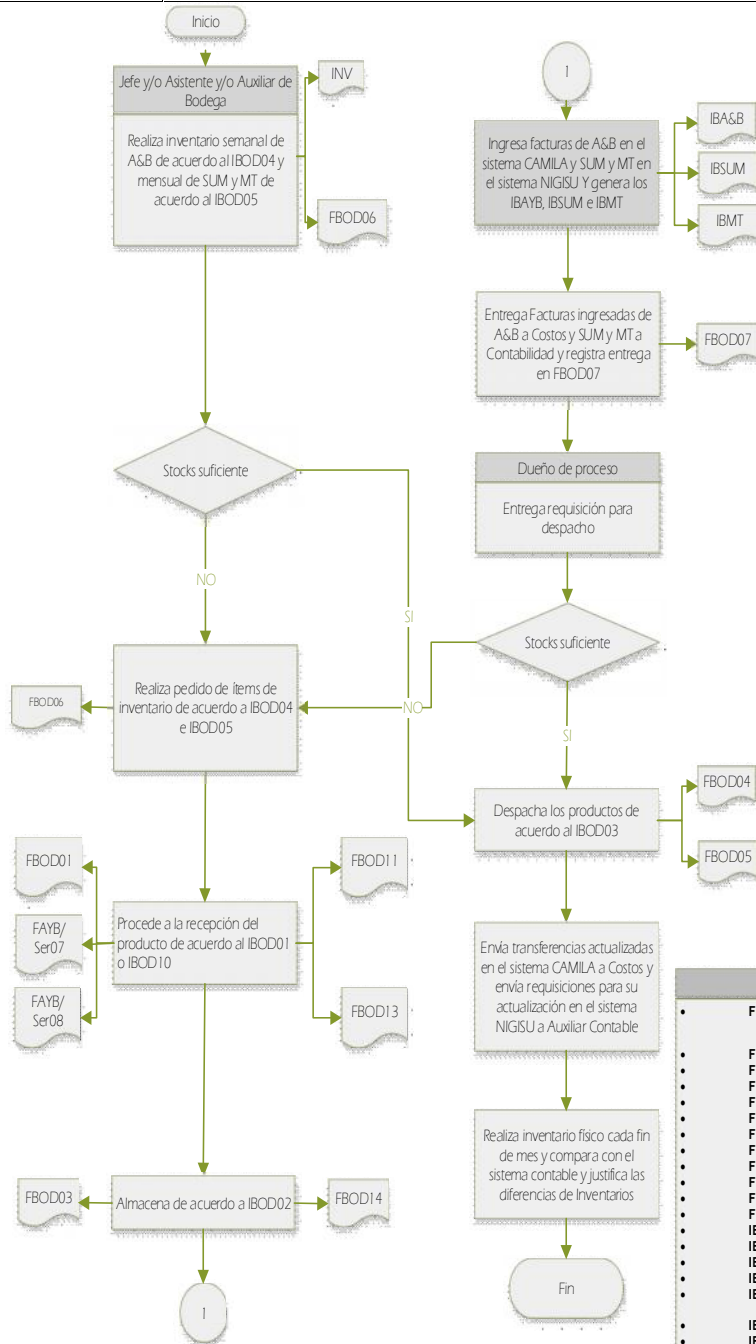 Inicio
Jefe y/o Asistente y/o Auxiliar de
Bodega
Realiza inventario semanal de
A&B de acuerdo al IBOD04 y
mensual de SUM y MT de
acuerdo al IBOD05
INV
FBOD06
Stocks suficiente
NO
SI
Realiza pedido de ítems de
inventario de acuerdo a IBOD04
e IBOD05
FBOD06
FBOD01
FAYB/
Ser07
FAYB/
Ser08
Procede a la recepción del
producto de acuerdo al IBOD01
o IBOD10
FBOD11
FBOD13
FBOD03
Almacena de acuerdo a IBOD02
FBOD14
1
1
Ingresa facturas de A&B en el
sistema CAMILA y SUM y MT en
el sistema NIGISU Y genera los
IBAYB, IBSUM e IBMT
IBA&B
IBSUM
IBMT
Entrega Facturas ingresadas de
A&B a Costos y SUM y MT a
Contabilidad y registra entrega
en FBOD07
FBOD07
Dueño de proceso
Entrega requisición para
despacho
Stocks suficiente
NO
SI
Despacha los productos de
acuerdo al IBOD03
FBOD04
FBOD05
Envía transferencias actualizadas
en el sistema CAMILA a Costos y
envía requisiciones para su
actualización en el sistema
NIGISU a Auxiliar Contable
Realiza inventario físico cada fin
de mes y compara con el
sistema contable y justifica las
diferencias de Inventarios
Fin